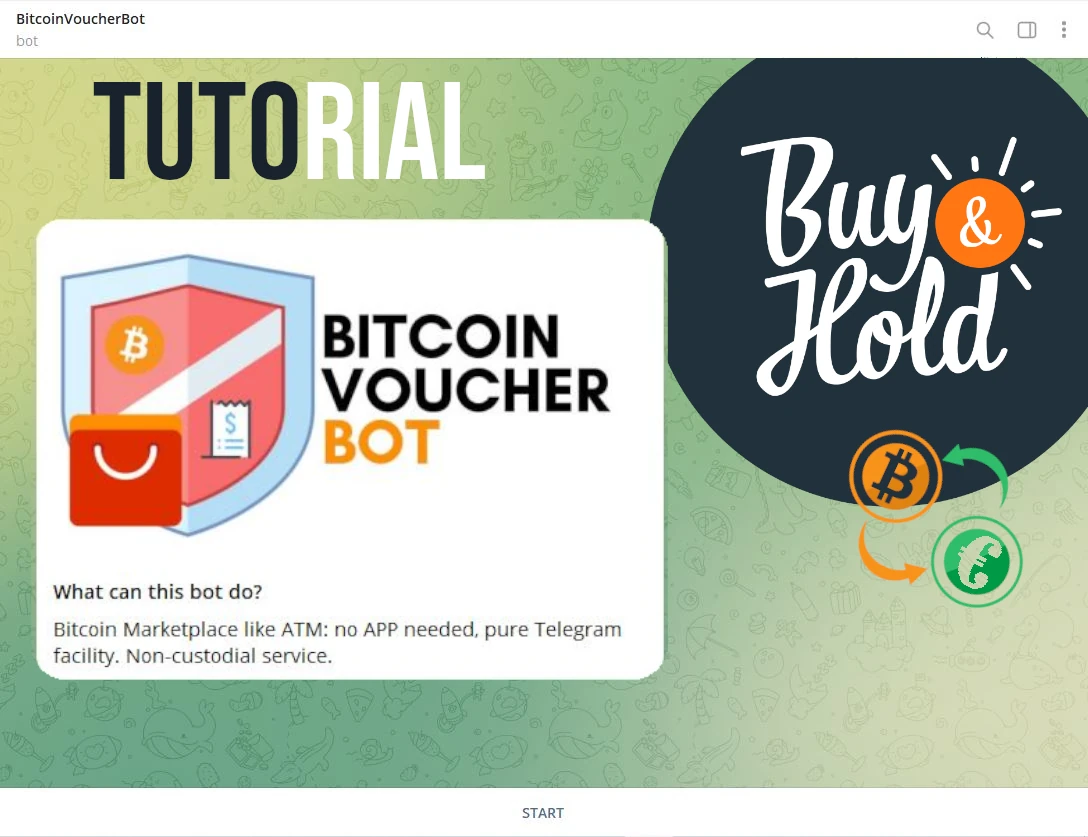 BitcoinVoucherBot
bot
TUTORIAL
Buy &
Hold
BITCOIN
VOUCHER
BOT
What can this bot do?
Bitcoin Marketplace like ATM: no APP needed, pure Telegram
facility. Non-custodial service.
START